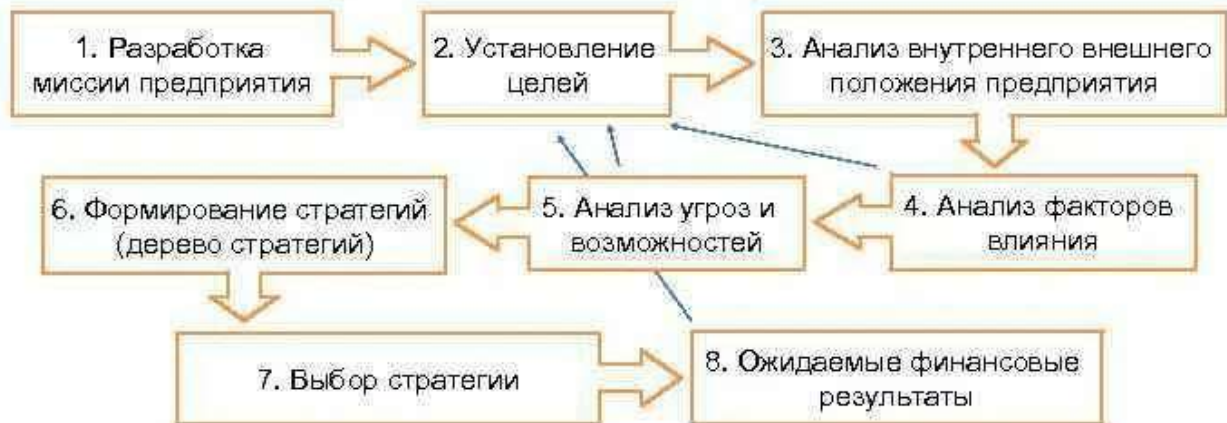 1. Разработка
миссии предприятия
2. Установление
целей
3. Анализ внутреннего внешнего
положения предприятия
4. Анализ факторов
влияния
5. Анализ угроз и
возможностей
6. Формирование стратегий
(дерево стратегий)
7. Выбор стратегии
8. Ожидаемые финансовые
результаты